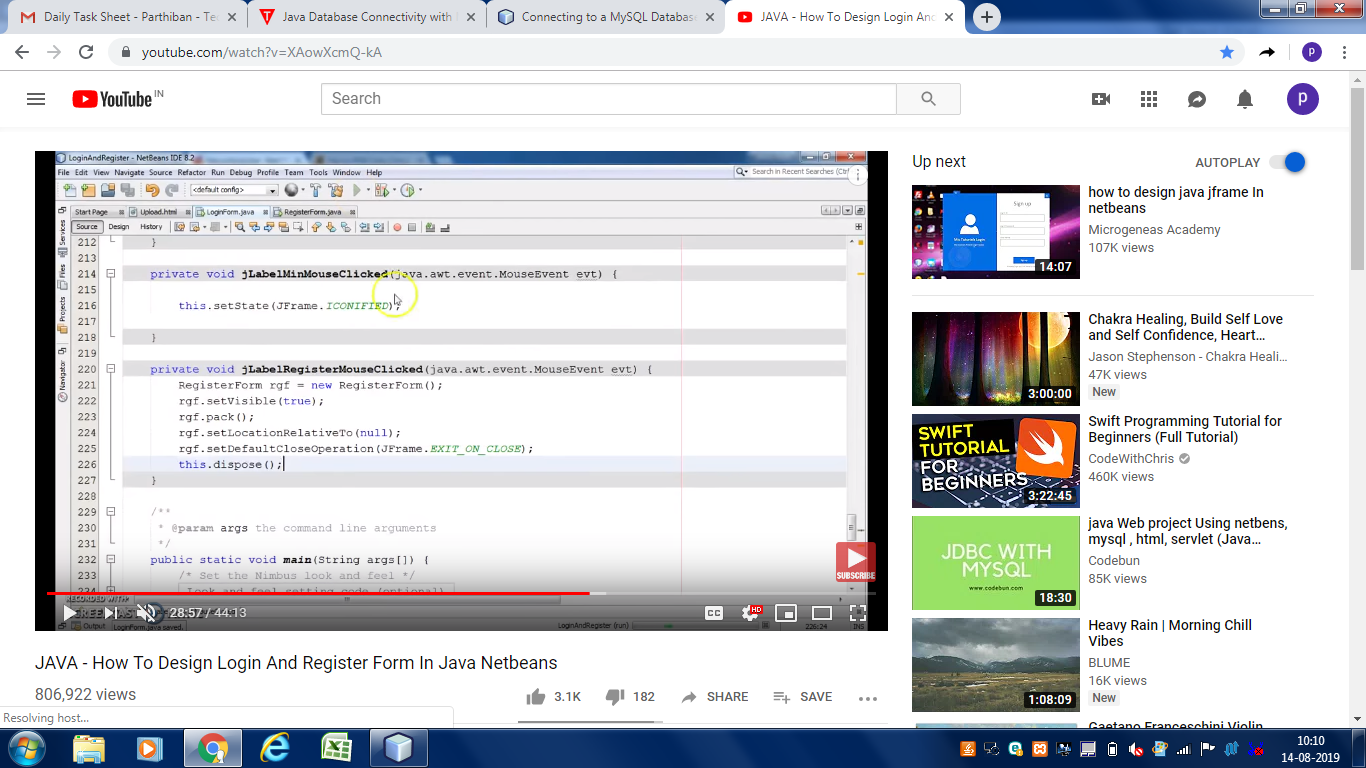 Daily Task Sheet - Parthiban - Te
Java Database Connectivity with
Connecting to a MySQL Database
JAVA - How To Design Login And
youtube.com/watch?v=XAowXcmQ-kA
p
YouTube IN
Search
p
LoginAndRegister - NetBeans IDE 8.2
File Edit View Navigate Source Refactor Run Debug Profile Team Tools Window Help
Search in Recent Searches (Ctrl
<default config>
Start Page Upload.html LoginForm.java RegisterForm.java
Source Design History
Services
Files
Projects
Navigator
212 }
213
214 private void jLabelMinMouseClicked(java.awt.event.MouseEvent evt) {
215
216 this.setState(JFrame.ICONIFIED);
217
218 }
219
220 private void jLabelRegisterMouseClicked(java.awt.event.MouseEvent evt) {
221 RegisterForm rgf = new RegisterForm();
222 rgf.setVisible(true);
223 rgf.pack();
224 rgf.setLocationRelativeTo(null);
225 rgf.setDefaultCloseOperation(JFrame.EXIT_ON_CLOSE);
226 this.dispose();
227 }
228
229 /**
230 * @param args the command line arguments
231 */
232 public static void main(String args[]) {
233 /* Set the Nimbus look and feel */
234 Look and feel setting code (optional)
SUBSCRIBE
RECORDED WITH
28:57 / 44:13
CC
HD
Output
LoginForm.java saved.
LoginAndRegister (run)
226:24
INS
JAVA - How To Design Login And Register Form In Java Netbeans
806,922 views
3.1K
182
SHARE
SAVE
Up next
AUTOPLAY
Sign up
14:07
how to design java jframe In
netbeans
Microgeneas Academy
107K views
3:00:00
Chakra Healing, Build Self Love
and Self Confidence, Heart...
Jason Stephenson - Chakra Heali...
47K views
New
SWIFT
TUTORIAL
FOR
BEGINNERS
3:22:45
Swift Programming Tutorial for
Beginners (Full Tutorial)
CodeWithChris
460K views
JDBC WITH
MYSQL
www.codebun.com
18:30
java Web project Using netbens,
mysql , html, servlet (Java...
Codebun
85K views
1:08:09
Heavy Rain | Morning Chill
Vibes
BLUME
16K views
New
Gaetano Franceschini Violin
Resolving host...
10:10
14-08-2019